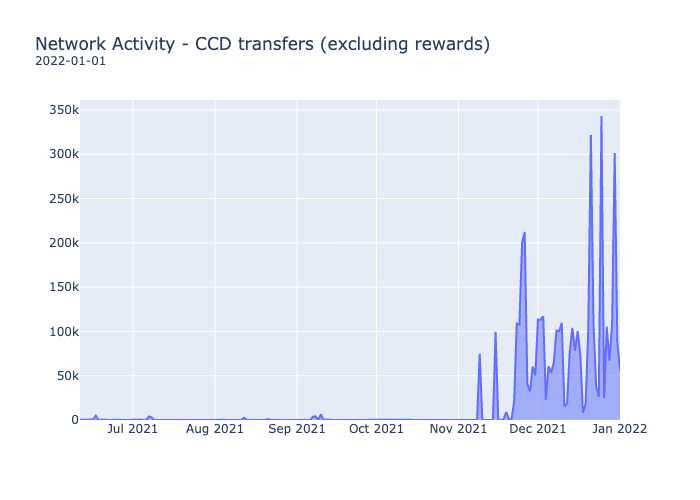 Network Activity - CCD transfers (excluding rewards)
2022-01-01
350k
300k
250k
200k
150k
100k
50k
0
Jul 2021 Aug 2021 Sep 2021 Oct 2021 Nov 2021 Dec 2021 Jan 2022